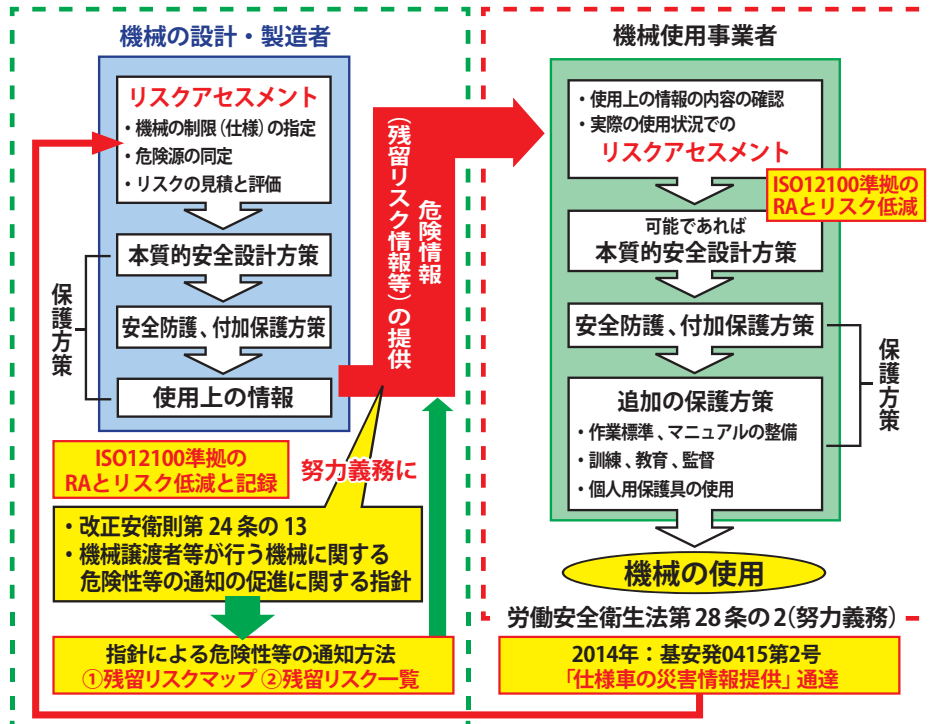 機械の設計・製造者
リスクアセスメント
・機械の制限(仕様)の指定
・危険源の同定
・リスクの見積と評価
本質的安全設計方策
安全防護、付加保護方策
使用上の情報
保護方策
危険情報
(残留リスク情報等)の提供
ISO12100準拠の
RAとリスク低減と記録
努力義務に
・改正安衛則第24条の13
・機械譲渡者等が行う機械に関する
危険性等の通知の促進に関する指針
指針による危険性等の通知方法
①残留リスクマップ ②残留リスク一覧
機械使用事業者
・使用上の情報の内容の確認
・実際の使用状況での
リスクアセスメント
ISO12100準拠の
RAとリスク低減
可能であれば
本質的安全設計方策
安全防護、付加保護方策
追加の保護方策
・作業標準、マニュアルの整備
・訓練、教育、監督
・個人用保護具の使用
保護方策
機械の使用
労働安全衛生法第28条の2(努力義務)
2014年：基安発0415第2号
「仕様車の災害情報提供」通達